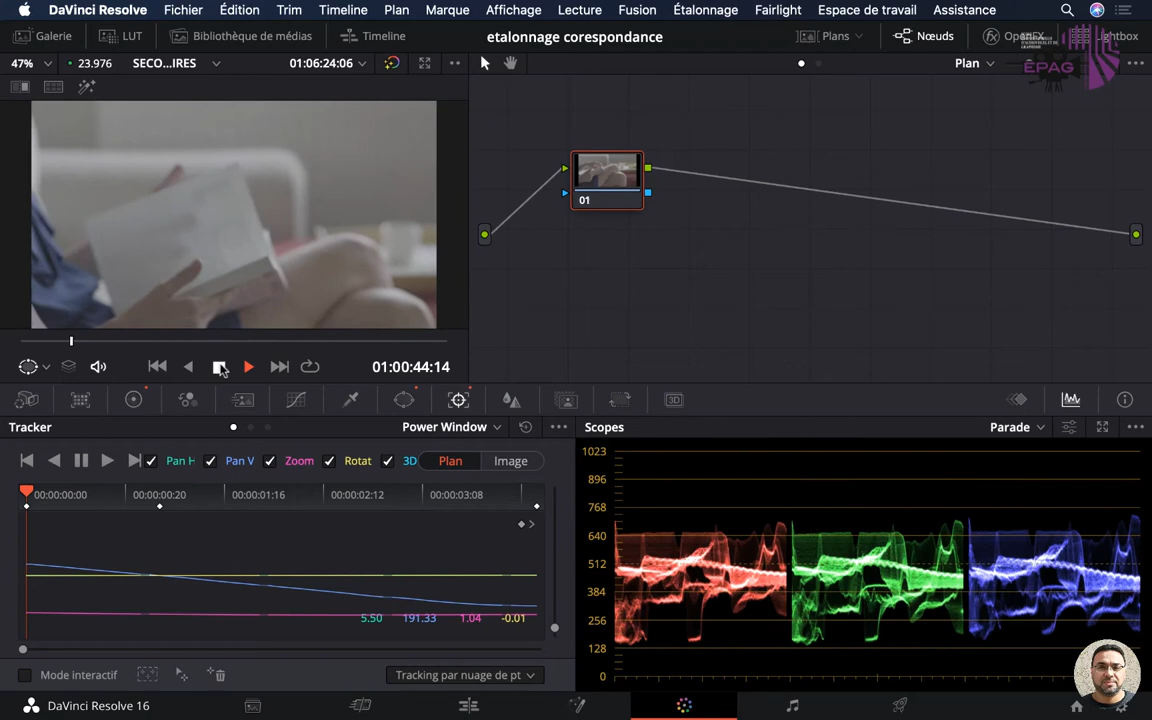 DaVinci Resolve Fichier Édition Trim Timeline Plan Marque Affichage Lecture Fusion Étalonnage Fairlight Espace de travail Assistance
Galerie LUT Bibliothèque de médias Timeline etalonnage corespondance Plans Nœuds OpenFX Lightbox
ÉPAG
47% 23.976 SECO...IRES 01:06:24:06 Plan
01
01:00:44:14
3D
Tracker Power Window
Pan H Pan V Zoom Rotat 3D Plan Image
00:00:00:00 00:00:00:20 00:00:01:16 00:00:02:12 00:00:03:08
5.50 191.33 1.04 -0.01
Mode interactif Tracking par nuage de pt
Scopes Parade
1023
896
768
640
512
384
256
128
0
DaVinci Resolve 16